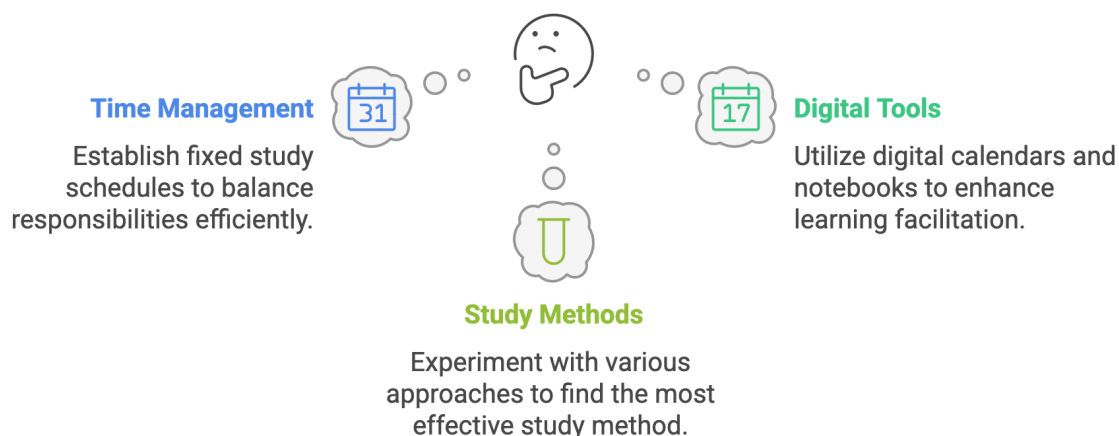 31
Time Management
Establish fixed study
schedules to balance
responsibilities efficiently.
17
Digital Tools
Utilize digital calendars and
notebooks to enhance
learning facilitation.
Study Methods
Experiment with various
approaches to find the most
effective study method.